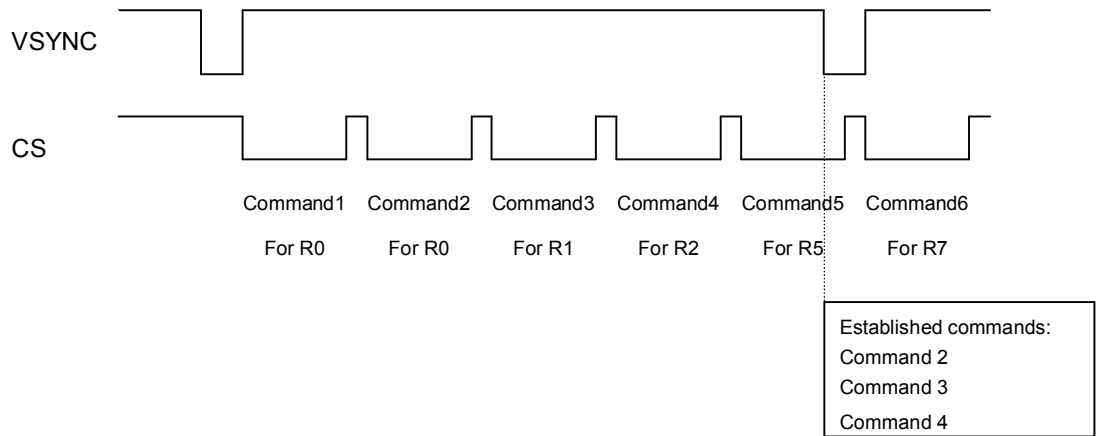 VSYNC
CS
Command1 Command2 Command3 Command4 Command5 Command6
For R0 For R0 For R1 For R2 For R5 For R7
Established commands:
Command 2
Command 3
Command 4